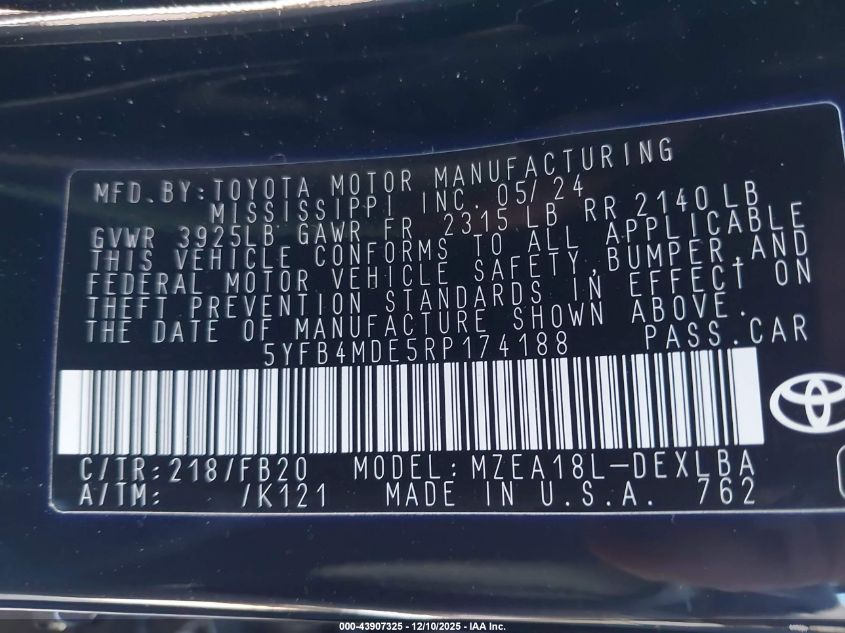 MFD.BY:TOYOTA MOTOR MANUFACTURING
MISSISSIPPI INC. 05/24
GVWR 3925LB GAWR FR 2315 LB RR 2140 LB
THIS VEHICLE CONFORMS TO ALL APPLICABLE
FEDERAL MOTOR VEHICLE SAFETY,BUMPER,AND
THEFT PREVENTION STANDARDS IN EFFECT ON
THE DATE OF MANUFACTURE SHOWN ABOVE.
5YFB4MDE5RP174188 PASS.CAR
C/TR:218/FB20 MODEL:MZEA18L-DEXLBA
A/TM: /K121 MADE IN U.S.A. 762
000-43907325 - 12/10/2025 - IAA Inc.